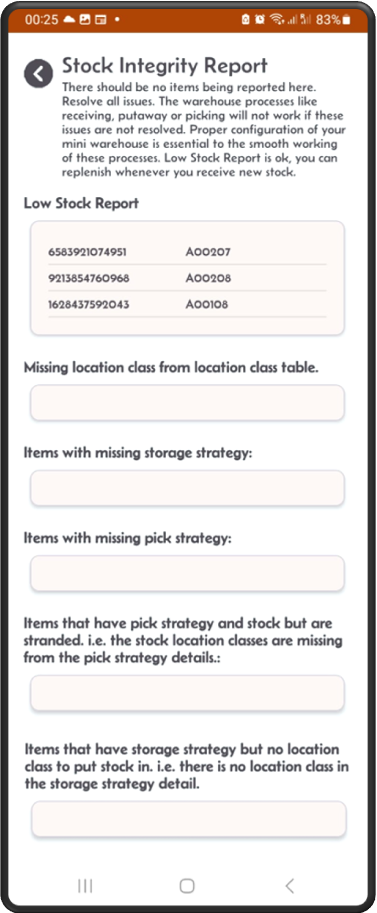 00:25
83%
Stock Integrity Report
There should be no items being reported here.
Resolve all issues. The warehouse processes like
receiving, putaway or picking will not work if these
issues are not resolved. Proper configuration of your
mini warehouse is essential to the smooth working
of these processes. Low Stock Report is ok, you can
replenish whenever you receive new stock.
Low Stock Report
6583921074951 A00207
9213854760968 A00208
1628437592043 A00108
Missing location class from location class table.
Items with missing storage strategy:
Items with missing pick strategy:
Items that have pick strategy and stock but are
stranded. i.e. the stock location classes are missing
from the pick strategy details.:
Items that have storage strategy but no location
class to put stock in. i.e. there is no location class in
the storage strategy detail.